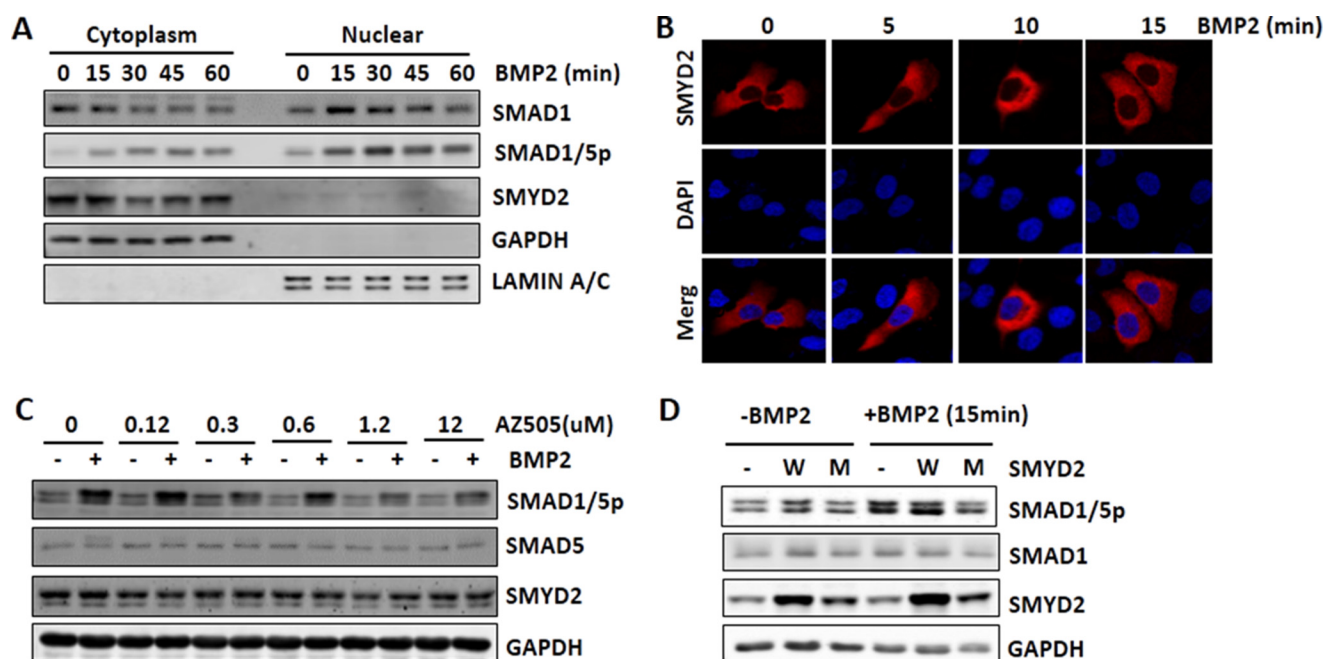 A
Cytoplasm Nuclear
0 15 30 45 60 0 15 30 45 60 BMP2 (min)
SMAD1
SMAD1/5p
SMYD2
GAPDH
LAMIN A/C
B
0 5 10 15 BMP2 (min)
SMYD2
DAPI
Merg
C
0 0.12 0.3 0.6 1.2 12 AZ505(uM)
- + - + - + - + - + - + BMP2
SMAD1/5p
SMAD5
SMYD2
GAPDH
D
-BMP2 +BMP2 (15min)
- W M - W M SMYD2
SMAD1/5p
SMAD1
SMYD2
GAPDH